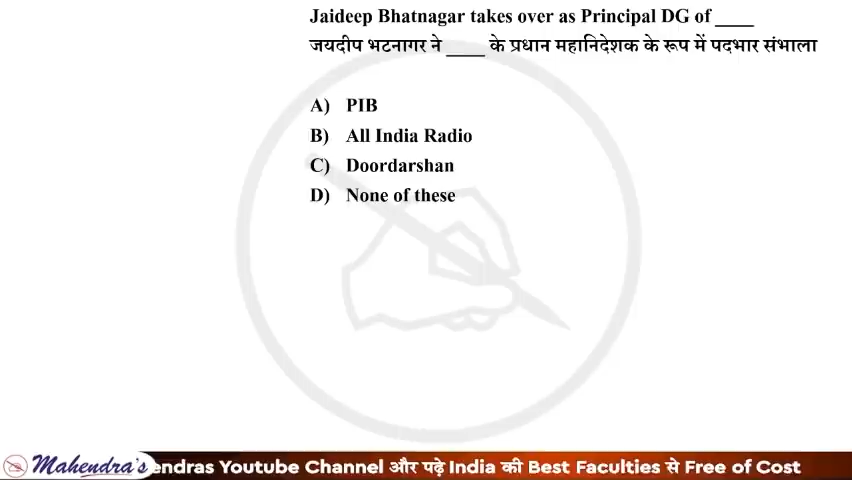 Jaideep Bhatnagar takes over as Principal DG of ____
जयदीप भटनागर ने ____ के प्रधान महानिदेशक के रूप में पदभार संभाला
A) PIB
B) All India Radio
C) Doordarshan
D) None of these
Mahendra's endras Youtube Channel और पढ़े India की Best Faculties से Free of Cost